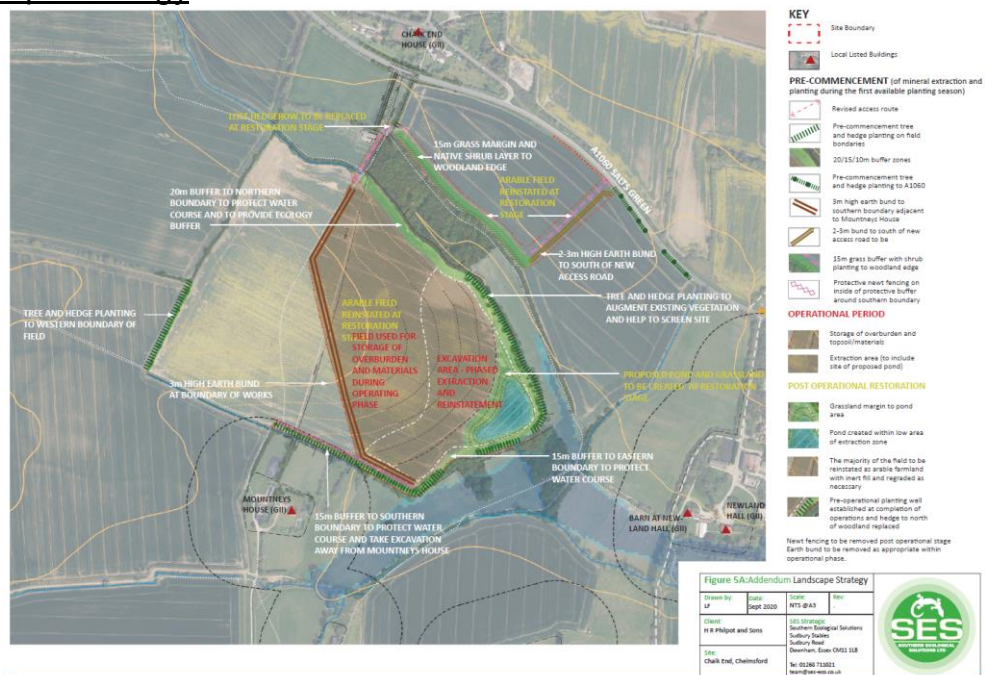 CHALK END
HOUSE (GII)
LOST HEDGEROW TO BE REPLACED
AT RESTORATION STAGE
15m GRASS MARGIN AND
NATIVE SHRUB LAYER TO
WOODLAND EDGE
A1060 SALTS GREEN
ARABLE FIELD
REINSTATED AT
RESTORATION
STAGE
20m BUFFER TO NORTHERN
BOUNDARY TO PROTECT WATER
COURSE AND TO PROVIDE ECOLOGY
BUFFER
2-3m HIGH EARTH BUND
TO SOUTH OF NEW
ACCESS ROAD
TREE AND HEDGE PLANTING TO
AUGMENT EXISTING VEGETATION
AND HELP TO SCREEN SITE
TREE AND HEDGE PLANTING
TO WESTERN BOUNDARY OF
FIELD
ARABLE FIELD
REINSTATED AT
RESTORATION
FIELD USED FOR
STORAGE OF
OVERBURDEN
AND MATERIALS
DURING
OPERATING
PHASE
EXCAVATION
AREA - PHASED
EXTRACTION
AND
REINSTATEMENT
PROPOSED POND AND GRASSLAND
TO BE CREATED AT RESTORATION
STAGE
3m HIGH EARTH BUND
AT BOUNDARY OF WORKS
15m BUFFER TO EASTERN
BOUNDARY TO PROTECT
WATER COURSE
MOUNTNEYS
HOUSE (GII)
15m BUFFER TO SOUTHERN
BOUNDARY TO PROTECT WATER
COURSE AND TAKE EXCAVATION
AWAY FROM MOUNTNEYS HOUSE
BARN AT NEW-
LAND HALL (GII)
NEWLAND
HALL (GII)
KEY
Site Boundary
Local Listed Buildings
PRE-COMMENCEMENT (of mineral extraction and
planting during the first available planting season)
Revised access route
Pre-commencement tree
and hedge planting on field
bondaries
20/15/10m buffer zones
Pre-commencement tree
and hedge planting to A1060
3m high earth bund to
southern boundary adjacent
to Mountneys House
2-3m bund to south of new
access road to be
15m grass buffer with shrub
planting to woodland edge
Protective newt fencing on
inside of protective buffer
around southern boundary
OPERATIONAL PERIOD
Storage of overburden and
topsoil/materials
Extraction area (to include
site of proposed pond)
POST OPERATIONAL RESTORATION
Grassland margin to pond
area
Pond created within low area
of extraction zone
The majority of the field to be
reinstated as arable farmland
with inert fill and regraded as
necessary
Pre-operational planting well
established at completion of
operations and hedge to north
of woodland replaced
Newt fencing to be removed post operational stage
Earth bund to be removed as appropriate within
operational phase.
Figure 5A:Addendum Landscape Strategy
Drawn by: LF
Date: Sept 2020
Scale: NTS @A3
Rev: .
Client:
H R Philpot and Sons
Site:
Chalk End, Chelmsford
SES Strategic
Southern Ecological Solutions
Sudbury Stables
Sudbury Road
Downham, Essex CM11 1LB
Tel: 01268 711021
team@ses-eco.co.uk
SES
SOUTHERN ECOLOGICAL
SOLUTIONS LTD